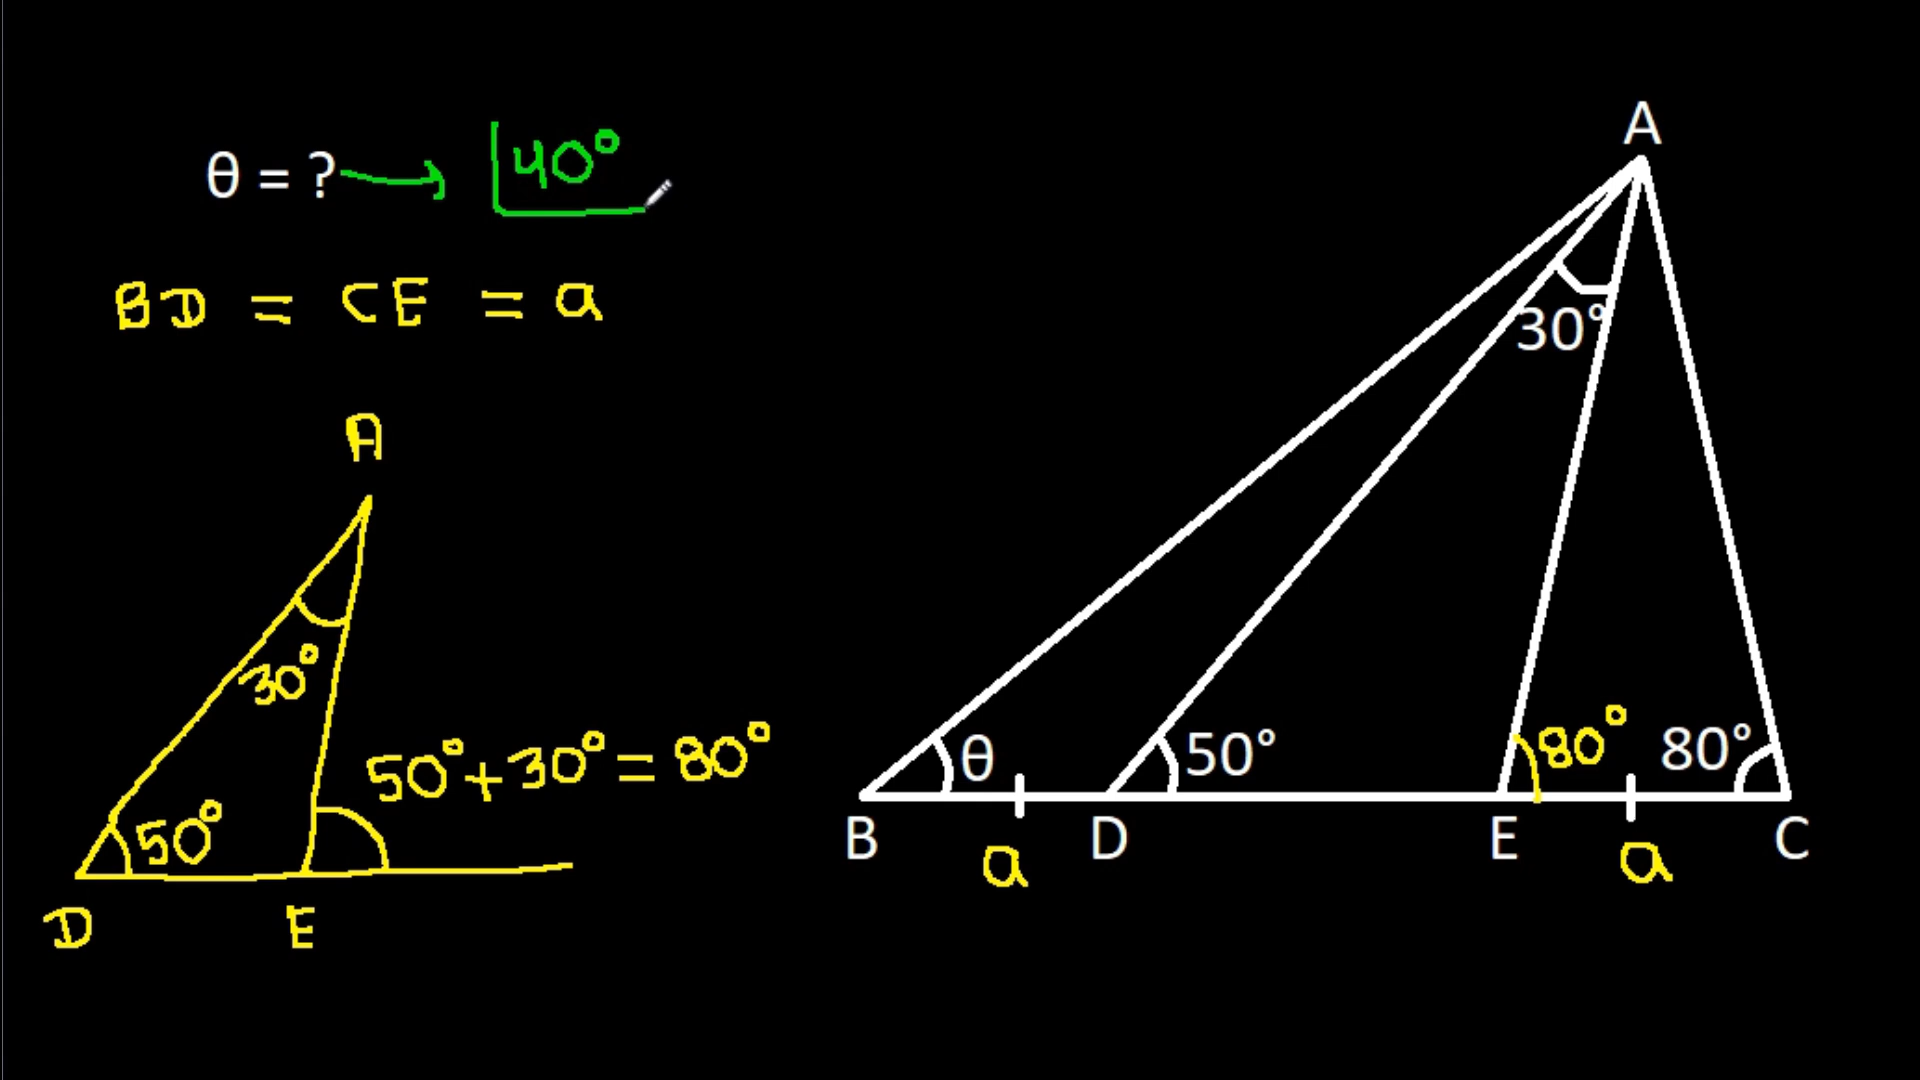 θ = ? → 40°
BD = CE = a
A
30°
50° + 30° = 80°
50°
D E
A
30°
θ 50° 80° 80°
B D E C
a a